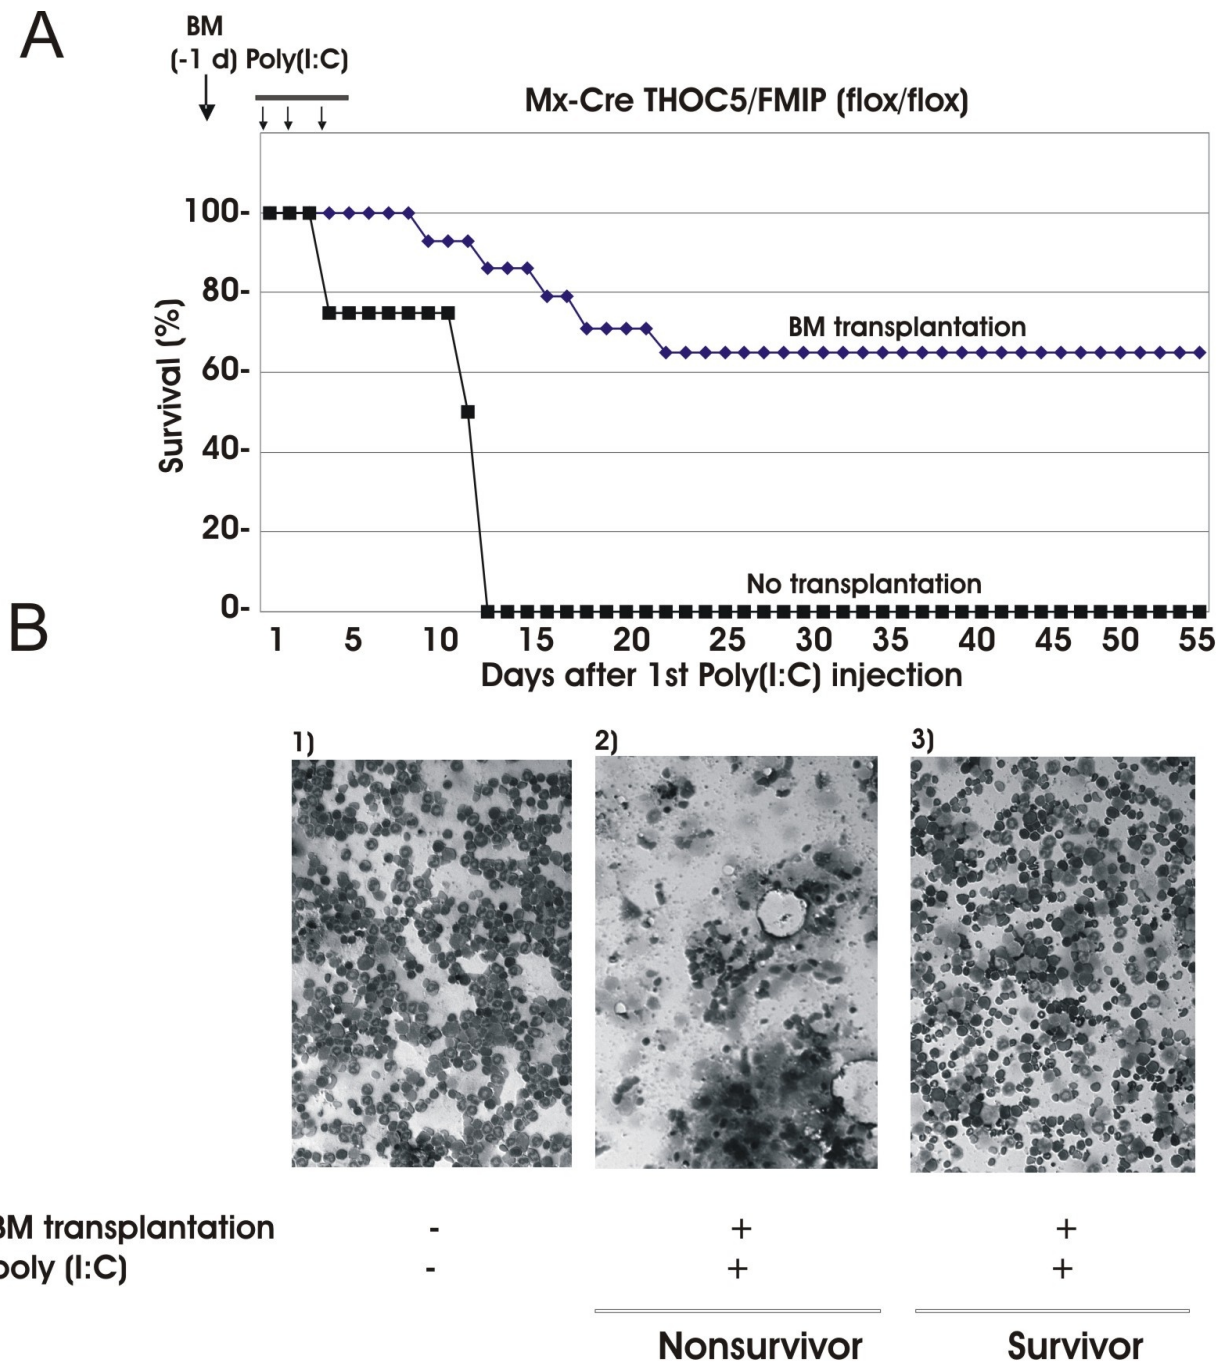 A
BM
(-1 d) Poly(I:C)
Mx-Cre THOC5/FMIP (flox/flox)
100-
80-
60-
40-
20-
0-
Survival (%)
BM transplantation
No transplantation
1 5 10 15 20 25 30 35 40 45 50 55
Days after 1st Poly(I:C) injection
B
1) 2) 3)
BM transplantation - + +
poly (I:C) - + +
Nonsurvivor Survivor